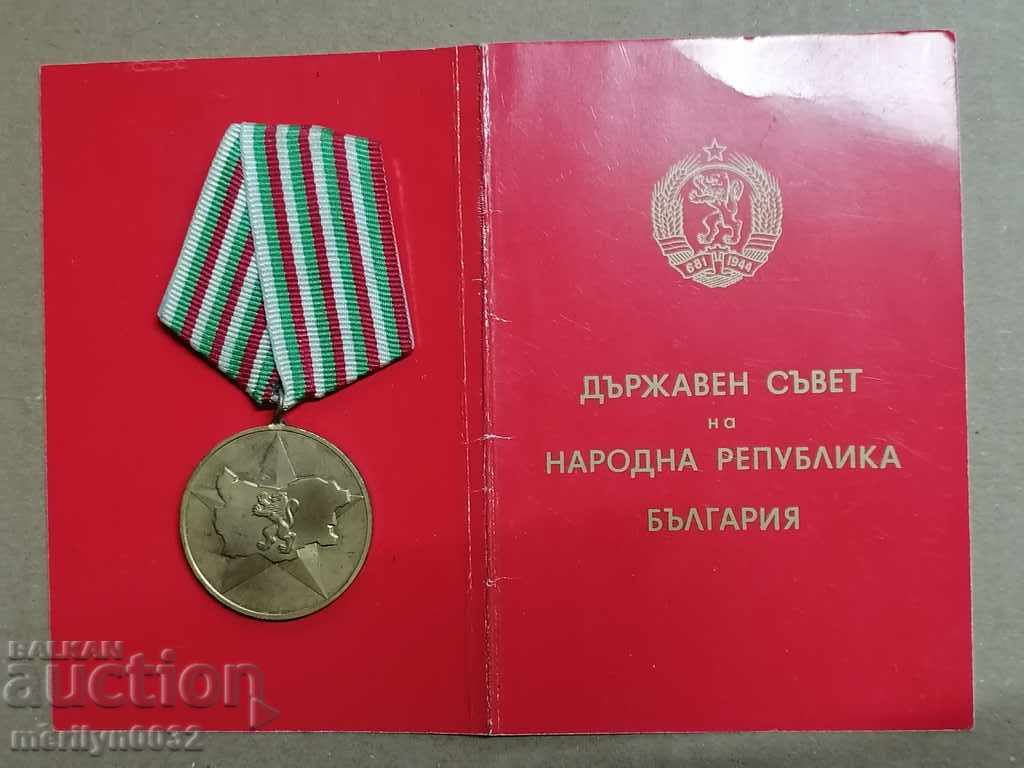 681 1944
ДЪРЖАВЕН СЪВЕТ
на
НАРОДНА РЕПУБЛИКА
БЪЛГАРИЯ
BALKAN
auction
merilyn0032